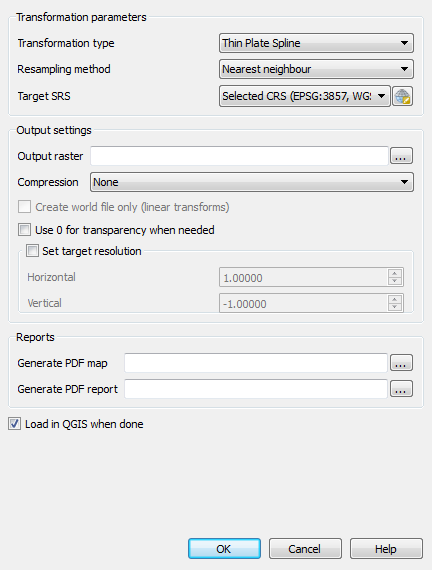 Transformation parameters
Transformation type Thin Plate Spline
Resampling method Nearest neighbour
Target SRS Selected CRS (EPSG:3857, WGS
Output settings
Output raster ...
Compression None
Create world file only (linear transforms)
Use 0 for transparency when needed
Set target resolution
Horizontal 1.00000
Vertical -1.00000
Reports
Generate PDF map ...
Generate PDF report ...
Load in QGIS when done
OK Cancel Help